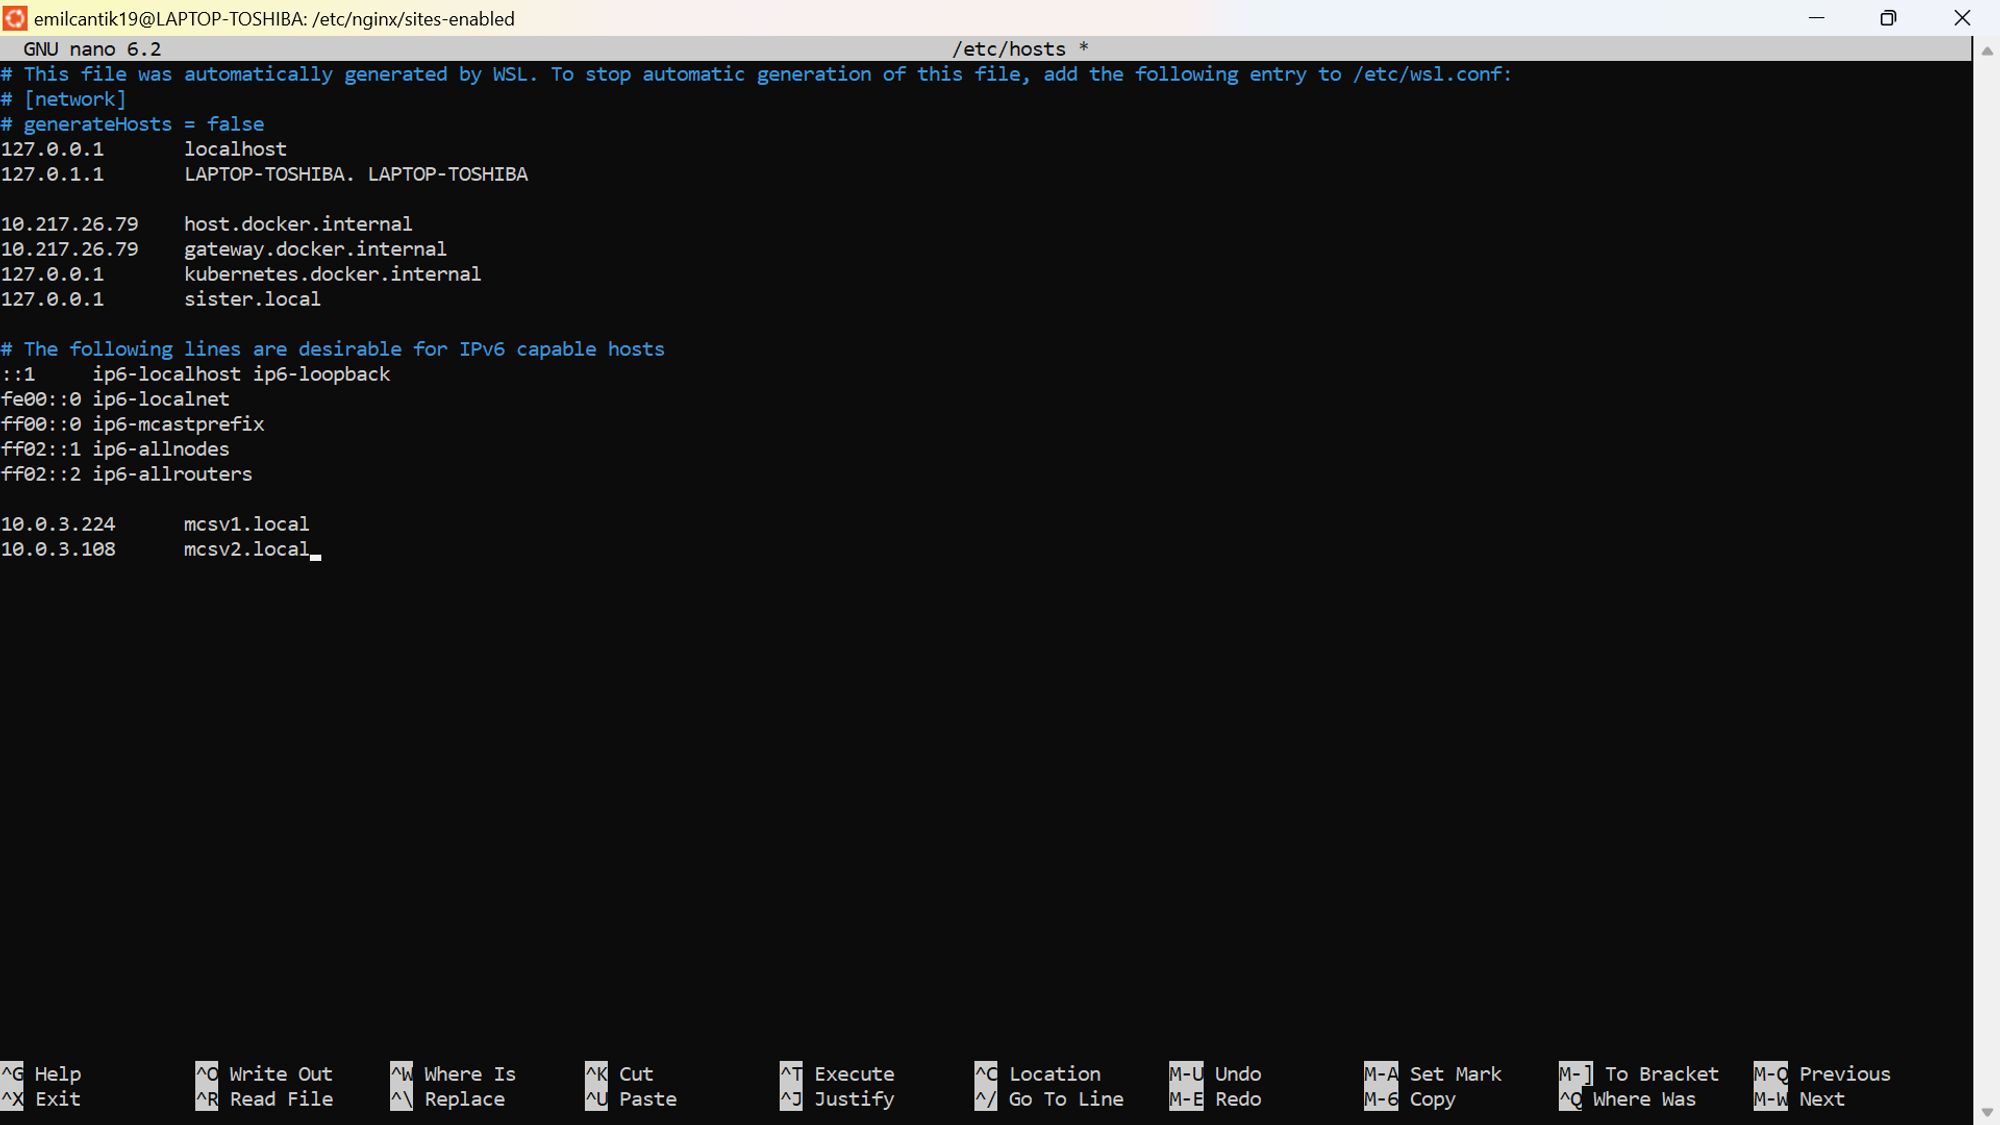 emilcantik19@LAPTOP-TOSHIBA: /etc/nginx/sites-enabled
GNU nano 6.2 /etc/hosts *
# This file was automatically generated by WSL. To stop automatic generation of this file, add the following entry to /etc/wsl.conf:
# [network]
# generateHosts = false
127.0.0.1 localhost
127.0.1.1 LAPTOP-TOSHIBA. LAPTOP-TOSHIBA
10.217.26.79 host.docker.internal
10.217.26.79 gateway.docker.internal
127.0.0.1 kubernetes.docker.internal
127.0.0.1 sister.local
# The following lines are desirable for IPv6 capable hosts
::1 ip6-localhost ip6-loopback
fe00::0 ip6-localnet
ff00::0 ip6-mcastprefix
ff02::1 ip6-allnodes
ff02::2 ip6-allrouters
10.0.3.224 mcsv1.local
10.0.3.108 mcsv2.local
^G Help ^O Write Out ^W Where Is ^K Cut ^T Execute ^C Location M-U Undo M-A Set Mark M-] To Bracket M-Q Previous
^X Exit ^R Read File ^\ Replace ^U Paste ^J Justify ^/ Go To Line M-E Redo M-6 Copy ^Q Where Was M-W Next